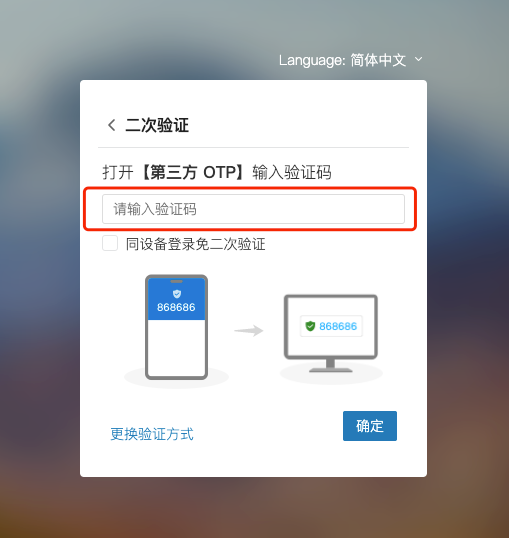 Language: 简体中文
二次验证
打开【第三方 OTP】输入验证码
请输入验证码
同设备登录免二次验证
868686
868686
更换验证方式
确定